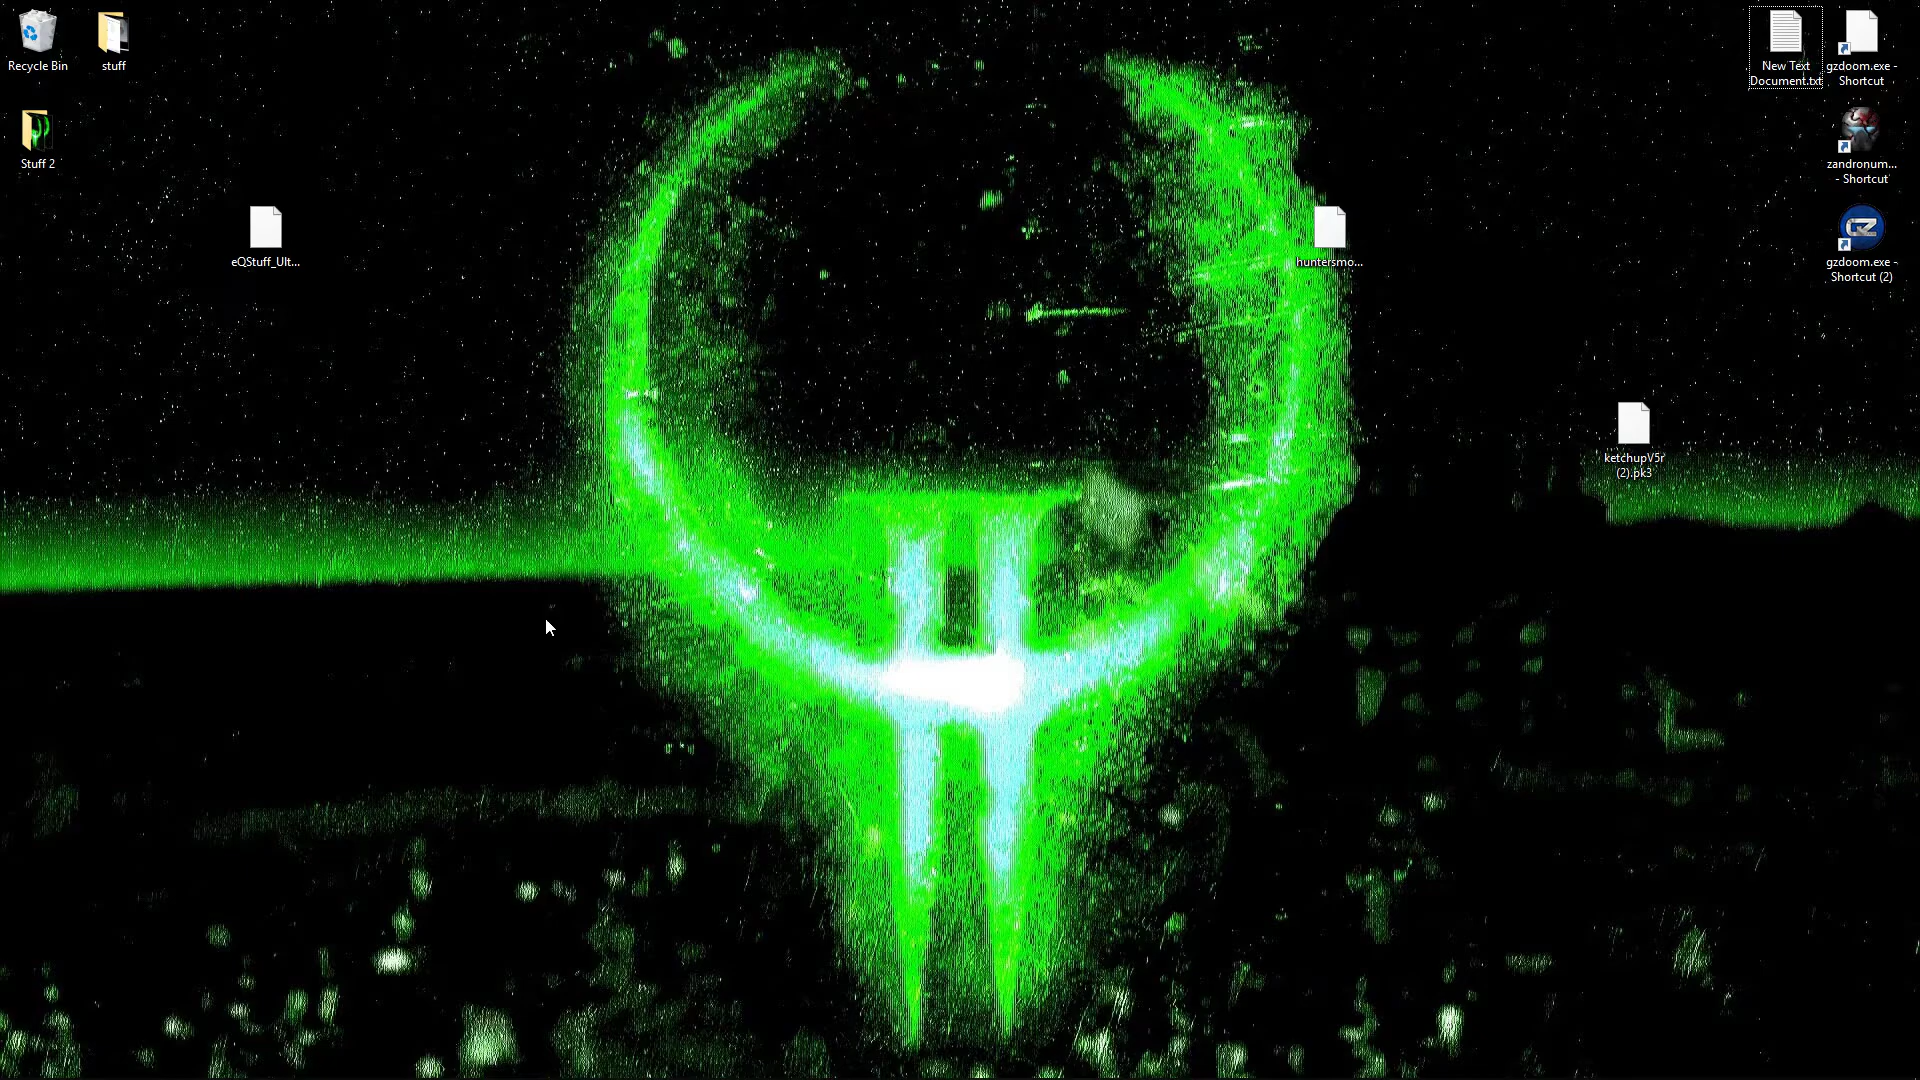 Recycle Bin
stuff
New Text
Document.txt
gzdoom.exe -
Shortcut
Stuff 2
zandronum...
- Shortcut
eQStuff_Ult...
huntersmo...
gzdoom.exe -
Shortcut (2)
ketchupV5r
(2).pk3